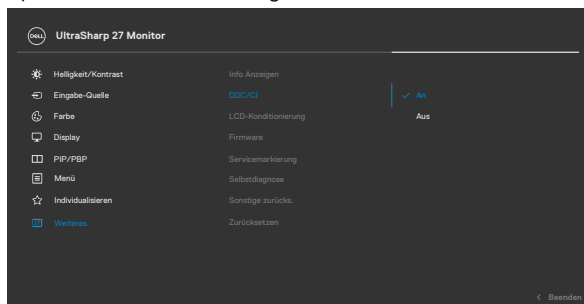 DELL UltraSharp 27 Monitor
Helligkeit/Kontrast Info Anzeigen
Eingabe-Quelle DDC/CI An
Farbe LCD-Konditionierung Aus
Display Firmware
PIP/PBP Servicemarkierung
Menü Selbstdiagnose
Individualisieren Sonstige zurücks.
Weiteres Zurücksetzen
Beenden